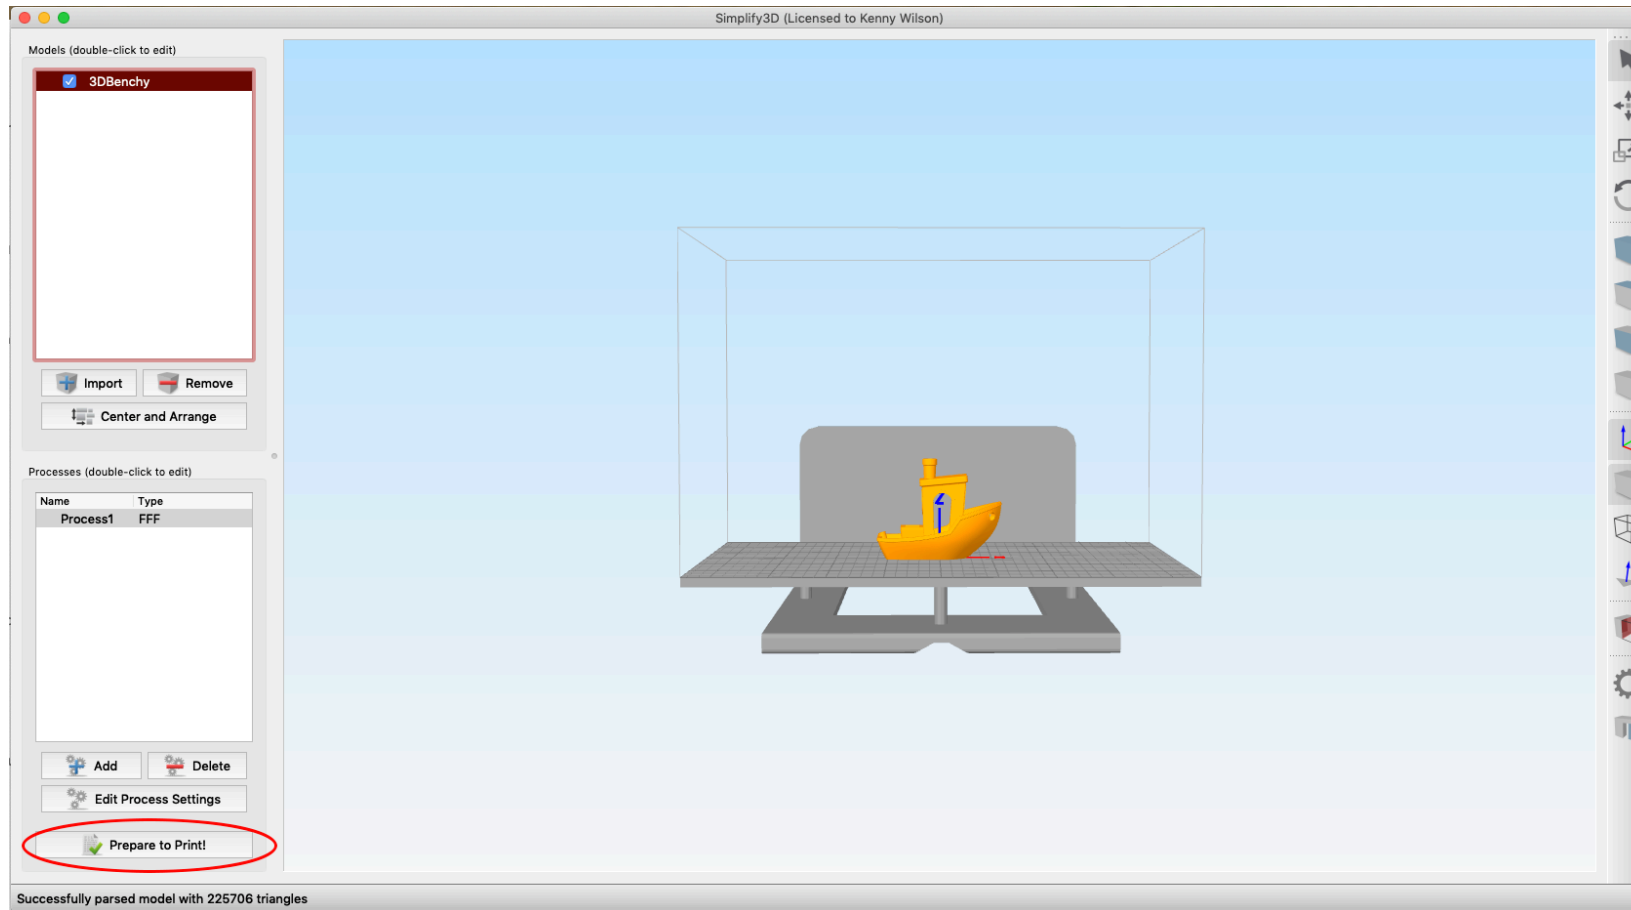 Simplify3D (Licensed to Kenny Wilson)
Models (double-click to edit)
3DBenchy
Import
Remove
Center and Arrange
Processes (double-click to edit)
Name Type
Process1 FFF
Add
Delete
Edit Process Settings
Prepare to Print!
Z
Successfully parsed model with 225706 triangles